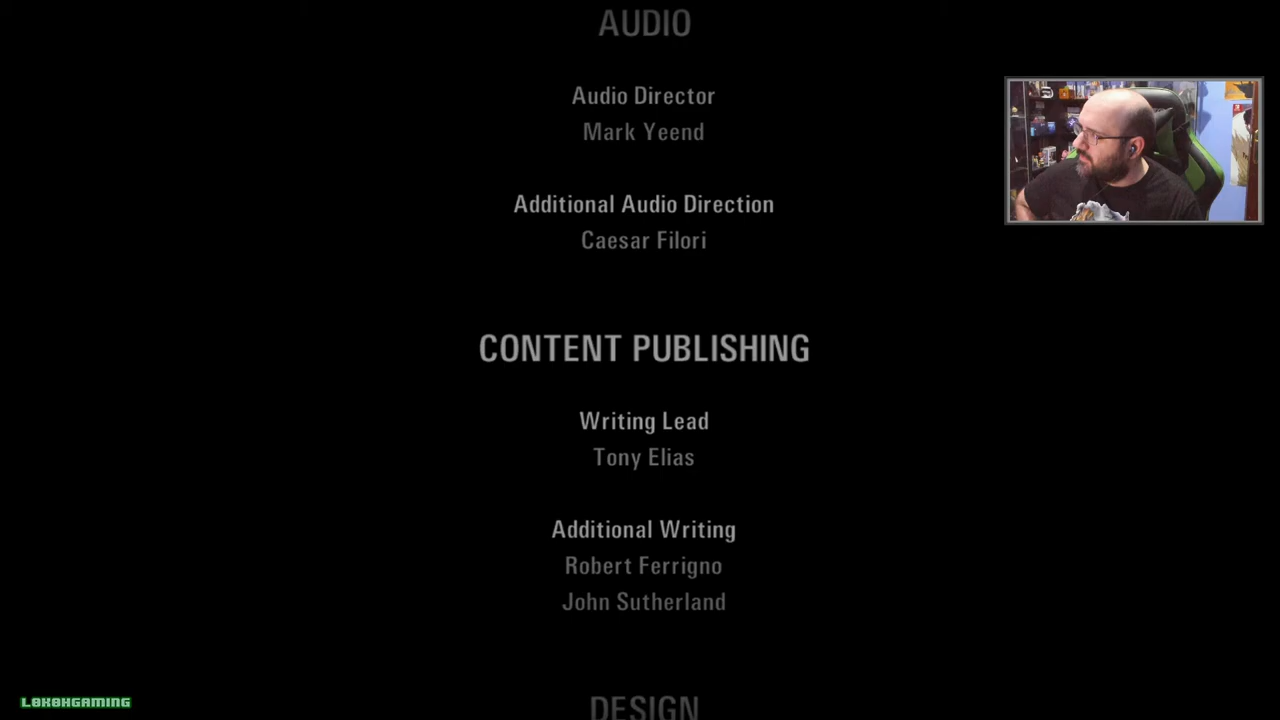 AUDIO
Audio Director
Mark Yeend
Additional Audio Direction
Caesar Filori
CONTENT PUBLISHING
Writing Lead
Tony Elias
Additional Writing
Robert Ferrigno
John Sutherland
DESIGN
L0K0XGAMING